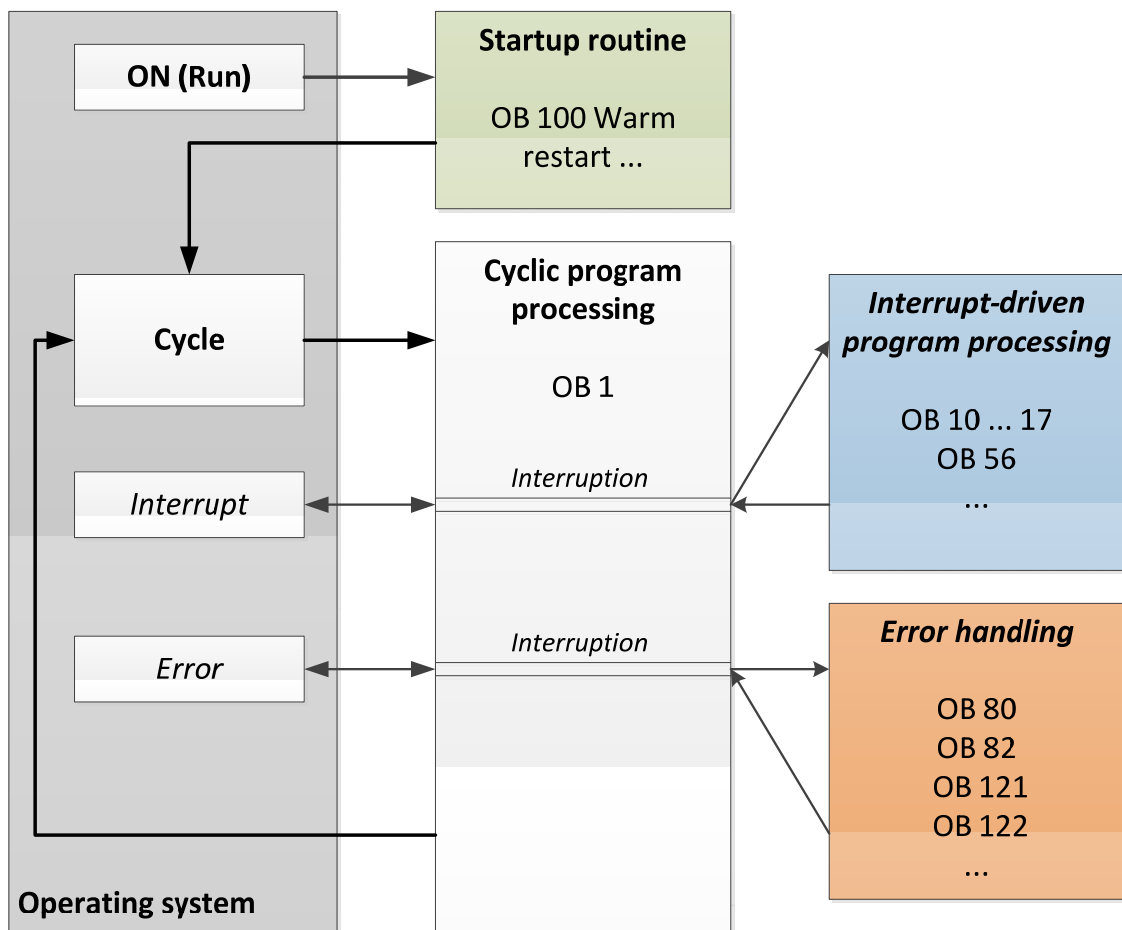 ON (Run)
Startup routine
OB 100 Warm
restart ...
Cycle
Cyclic program
processing
OB 1
Interruption
Interrupt
Interrupt-driven
program processing
OB 10 ... 17
OB 56
...
Interruption
Error
Error handling
OB 80
OB 82
OB 121
OB 122
...
Operating system